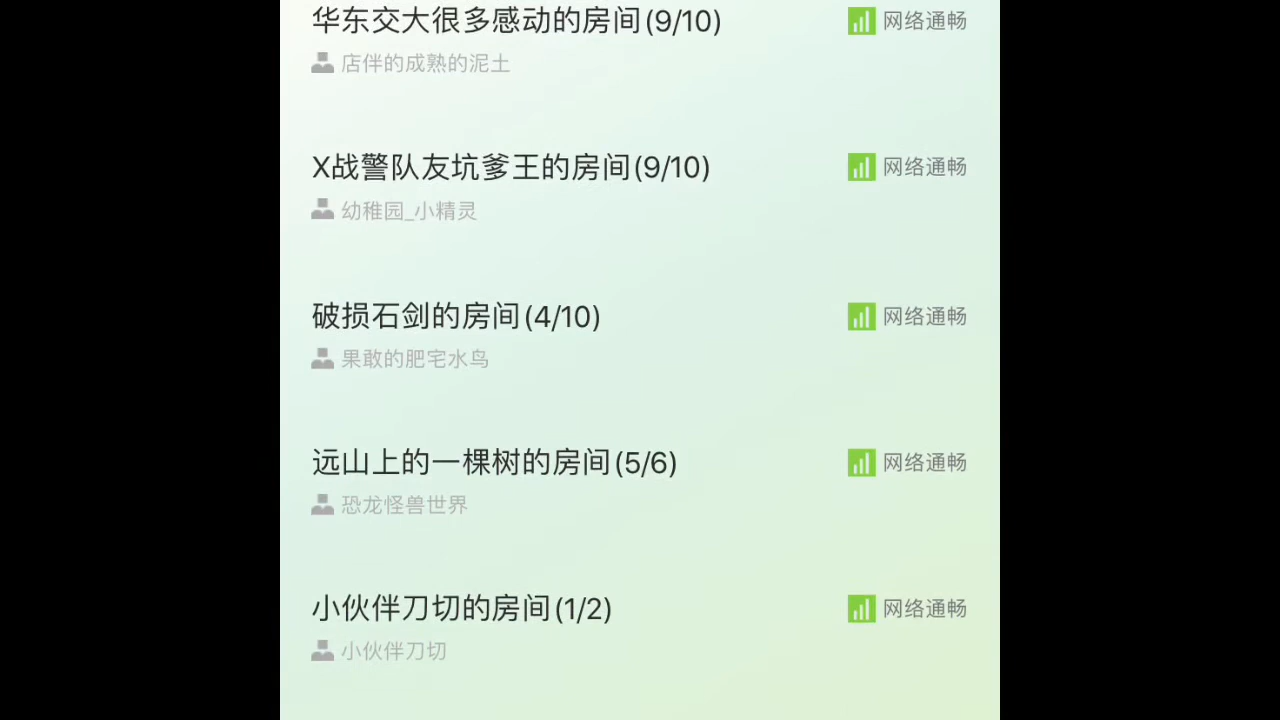 华东交大很多感动的房间(9/10) 网络通畅
店伴的成熟的泥土
X战警队友坑爹王的房间(9/10) 网络通畅
幼稚园_小精灵
破损石剑的房间(4/10) 网络通畅
果敢的肥宅水鸟
远山上的一棵树的房间(5/6) 网络通畅
恐龙怪兽世界
小伙伴刀切的房间(1/2) 网络通畅
小伙伴刀切